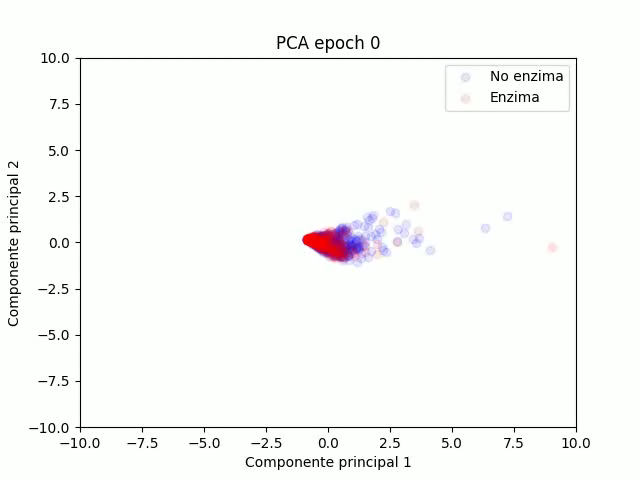 PCA epoch 0
No enzima
Enzima
10.0
7.5
5.0
2.5
0.0
−2.5
−5.0
−7.5
−10.0
Componente principal 2
−10.0 −7.5 −5.0 −2.5 0.0 2.5 5.0 7.5 10.0
Componente principal 1